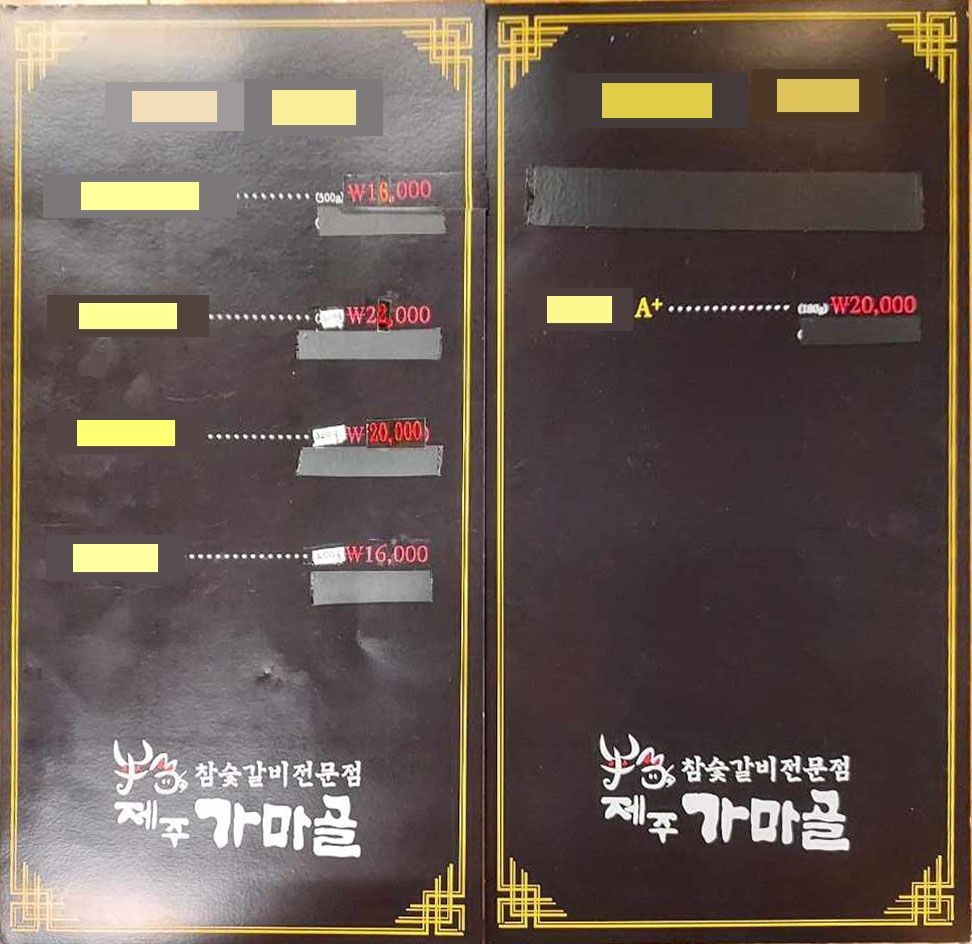 (300g) ₩16,000
₩22,000
₩20,000
₩16,000
참숯갈비전문점
제주 가마골
A+ (180g) ₩20,000
참숯갈비전문점
제주 가마골